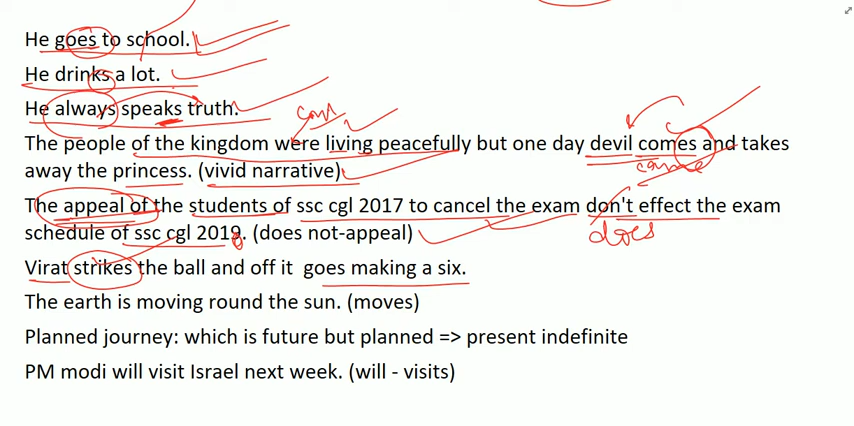 He goes to school.
He drinks a lot.
He always speaks truth.
cont
The people of the kingdom were living peacefully but one day devil comes and takes
came
away the princess. (vivid narrative)
The appeal of the students of ssc cgl 2017 to cancel the exam don't effect the exam
does
schedule of ssc cgl 2018. (does not-appeal)
Virat strikes the ball and off it goes making a six.
The earth is moving round the sun. (moves)
Planned journey: which is future but planned => present indefinite
PM modi will visit Israel next week. (will - visits)